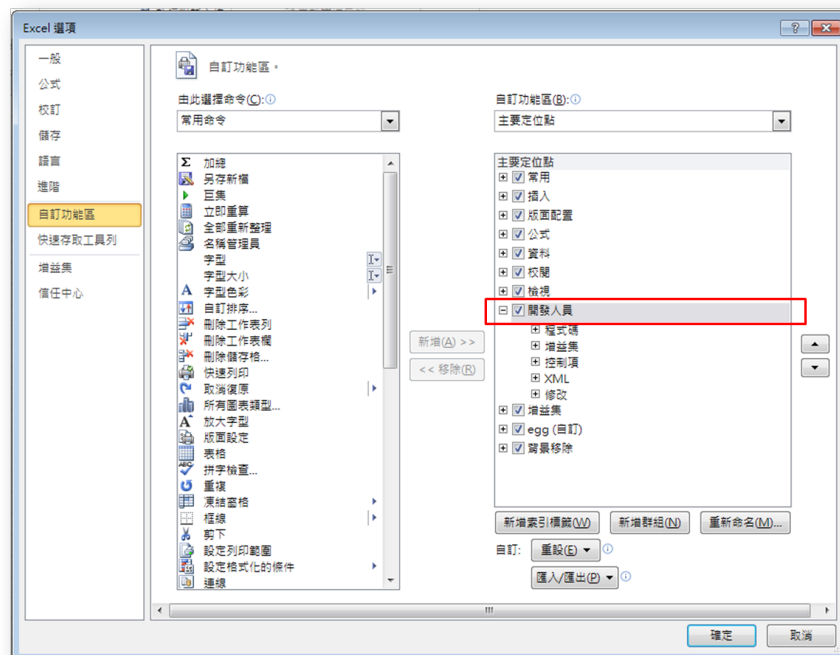 Excel 選項
一般
公式
校訂
儲存
語言
進階
自訂功能區
快速存取工具列
增益集
信任中心
自訂功能區。
由此選擇命令(C):
常用命令
加總
另存新檔
巨集
立即重算
全部重新整理
名稱管理員
字型
字型大小
字型色彩
自訂排序...
刪除工作表列
刪除工作表欄
刪除儲存格...
快速列印
取消復原
所有圖表類型...
放大字型
版面設定
表格
拼字檢查...
重複
凍結窗格
框線
剪下
設定列印範圍
設定格式化的條件
連線
新增(A) >>
<< 移除(R)
自訂功能區(B):
主要定位點
主要定位點
常用
插入
版面配置
公式
資料
校閱
檢視
開發人員
程式碼
增益集
控制項
XML
修改
增益集
egg (自訂)
背景移除
新增索引標籤(W)
新增群組(N)
重新命名(M)...
自訂:
重設(E)
匯入/匯出(P)
確定
取消